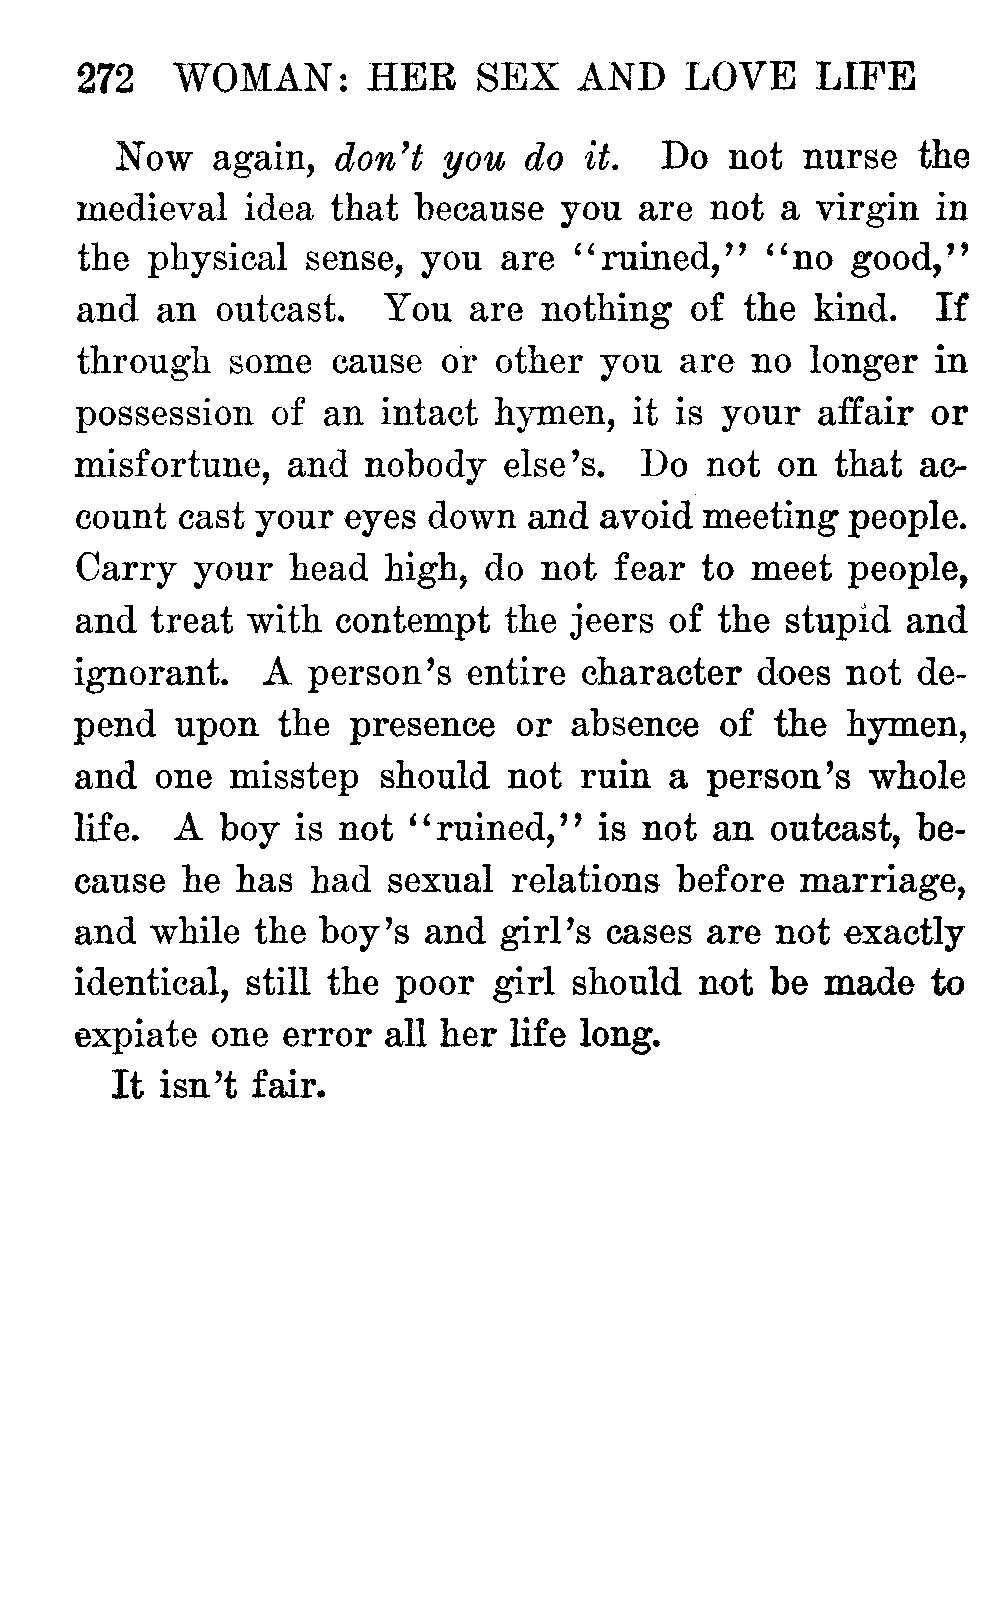 272 WOMAN: HER SEX AND LOVE LIFE
Now again, don't you do it. Do not nurse the
medieval idea that because you are not a virgin in
the physical sense, you are "ruined," "no good,"
and an outcast. You are nothing of the kind. If
through some cause or other you are no longer in
possession of an intact hymen, it is your affair or
misfortune, and nobody else's. Do not on that ac-
count cast your eyes down and avoid meeting people.
Carry your head high, do not fear to meet people,
and treat with contempt the jeers of the stupid and
ignorant. A person's entire character does not de-
pend upon the presence or absence of the hymen,
and one misstep should not ruin a person's whole
life. A boy is not "ruined," is not an outcast, be-
cause he has had sexual relations before marriage,
and while the boy's and girl's cases are not exactly
identical, still the poor girl should not be made to
expiate one error all her life long.
It isn't fair.